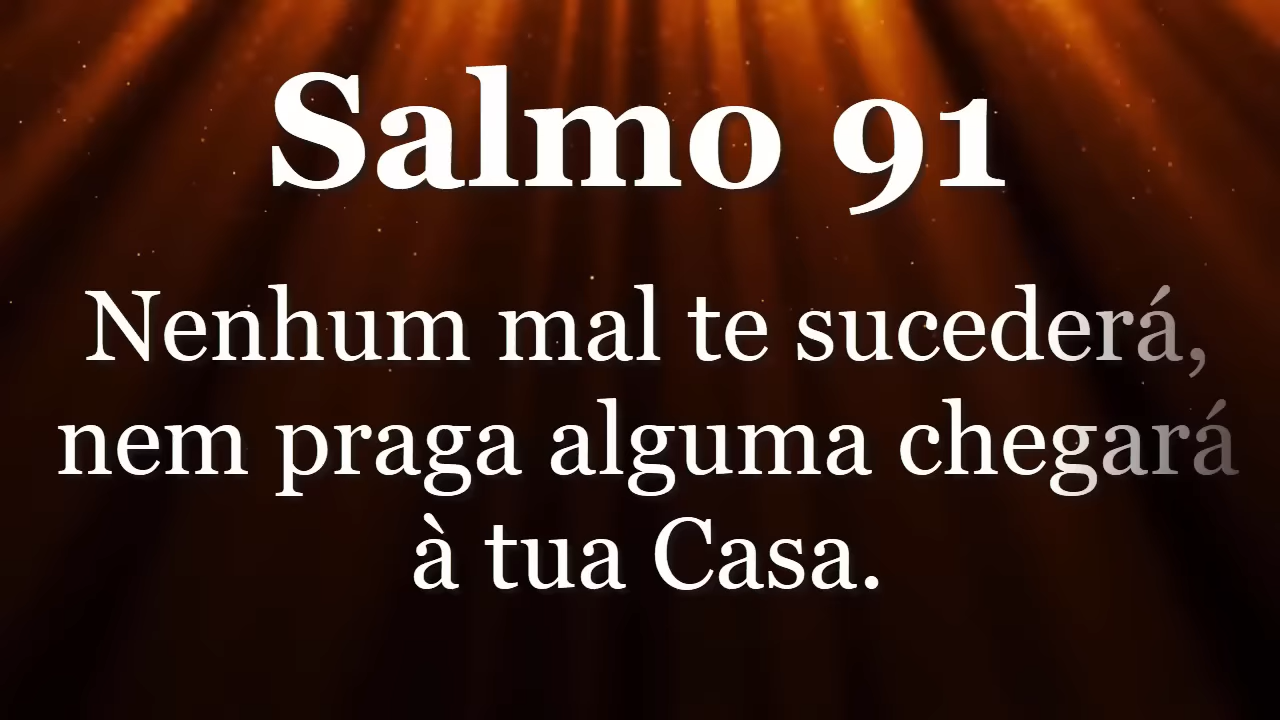 Salmo 91
Nenhum mal te sucederá,
nem praga alguma chegará
à tua Casa.